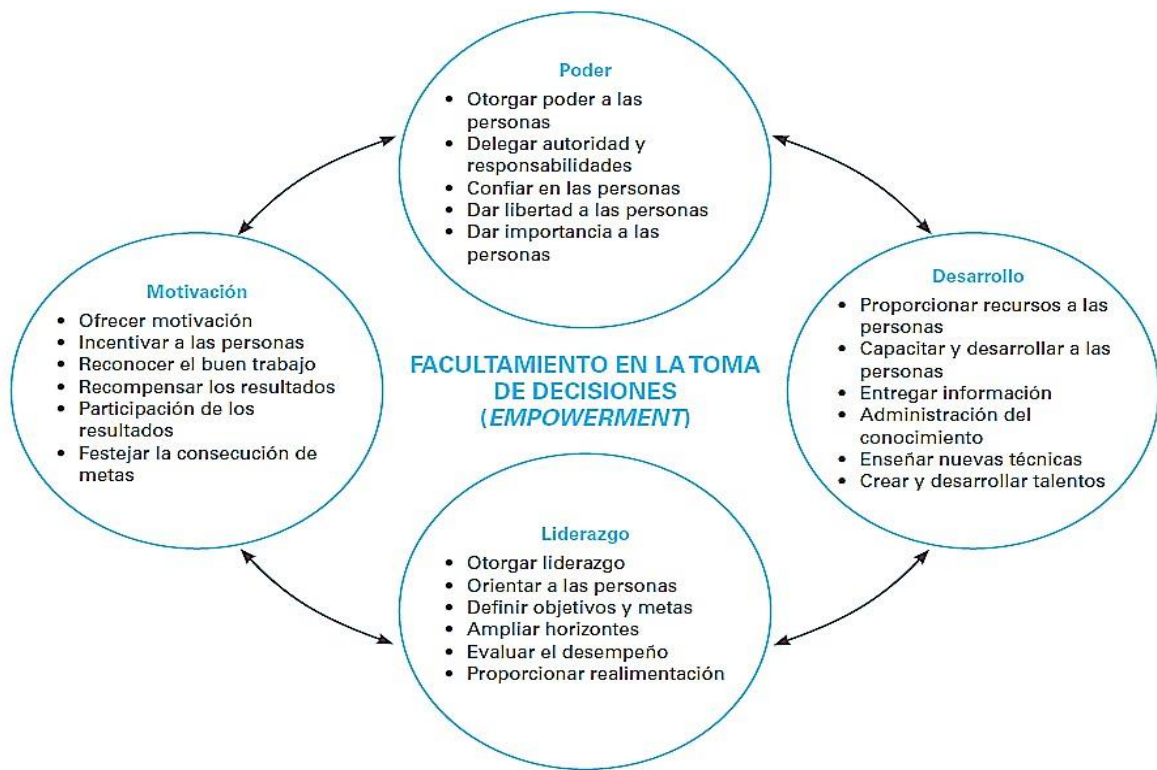 Poder
• Otorgar poder a las
personas
• Delegar autoridad y
responsabilidades
• Confiar en las personas
• Dar libertad a las personas
• Dar importancia a las
personas
Motivación
• Ofrecer motivación
• Incentivar a las personas
• Reconocer el buen trabajo
• Recompensar los resultados
• Participación de los
resultados
• Festejar la consecución de
metas
FACULTAMIENTO EN LA TOMA
DE DECISIONES
(EMPOWERMENT)
Desarrollo
• Proporcionar recursos a las
personas
• Capacitar y desarrollar a las
personas
• Entregar información
• Administración del
conocimiento
• Enseñar nuevas técnicas
• Crear y desarrollar talentos
Liderazgo
• Otorgar liderazgo
• Orientar a las personas
• Definir objetivos y metas
• Ampliar horizontes
• Evaluar el desempeño
• Proporcionar realimentación